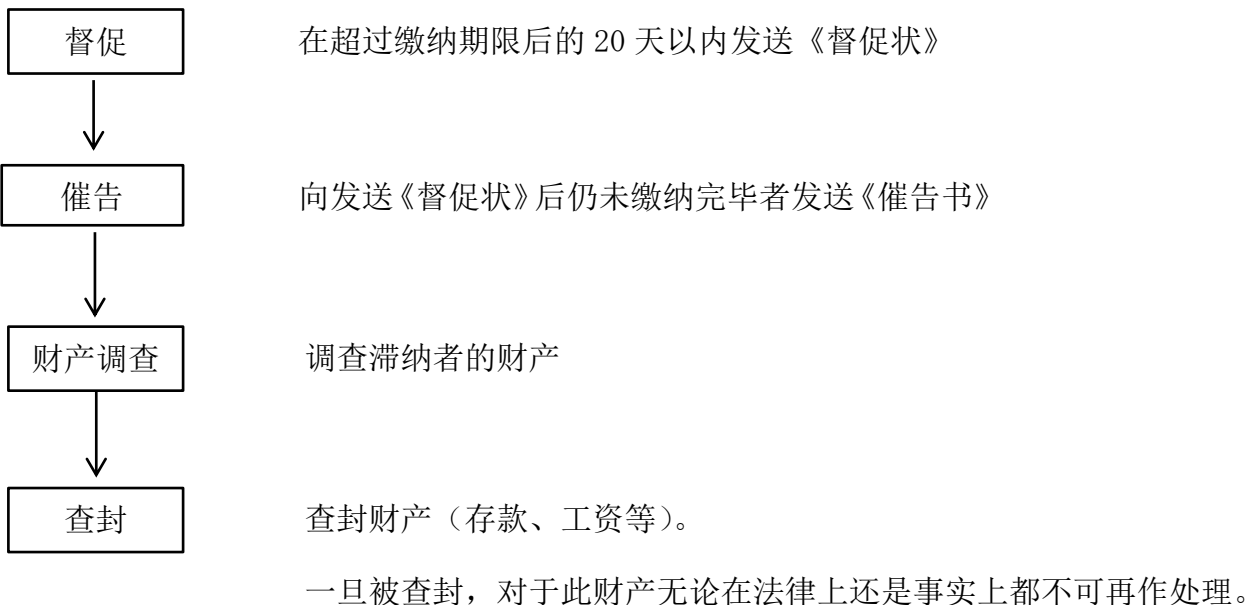 督促
在超过缴纳期限后的 20 天以内发送《督促状》
催告
向发送《督促状》后仍未缴纳完毕者发送《催告书》
财产调查
调查滞纳者的财产
查封
查封财产（存款、工资等）。
一旦被查封，对于此财产无论在法律上还是事实上都不可再作处理。